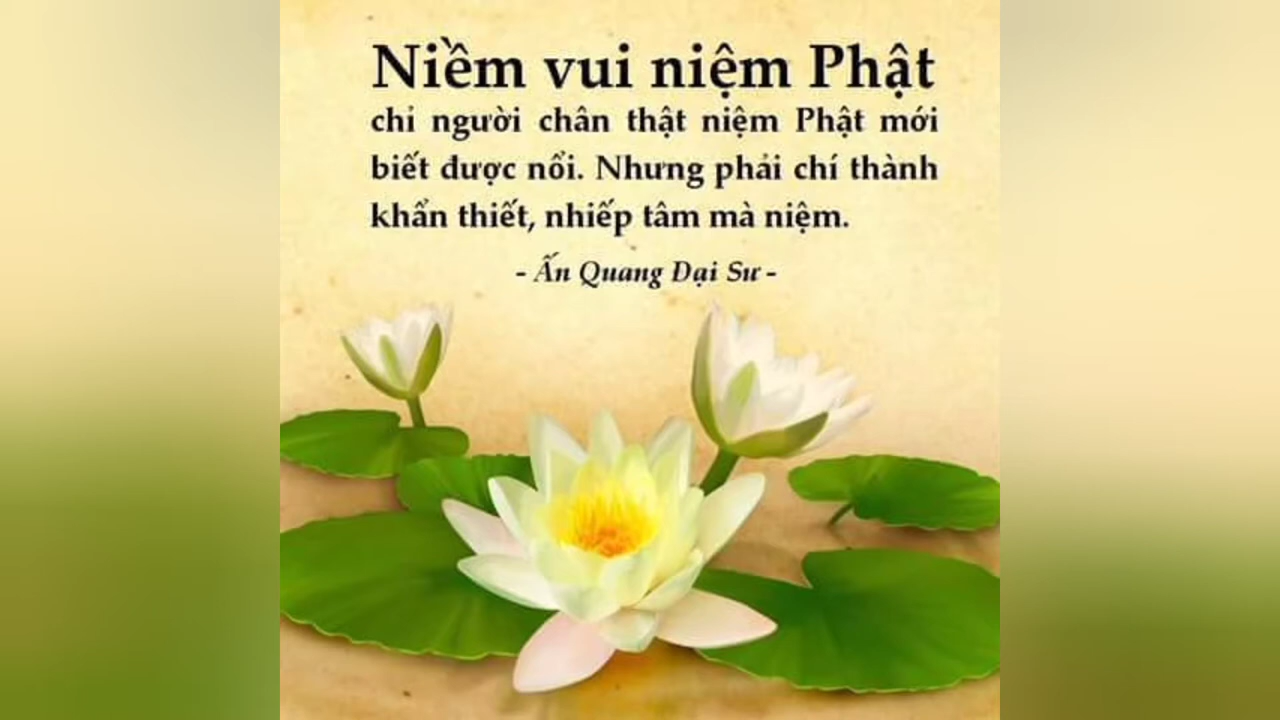 Niềm vui niệm Phật
chỉ người chân thật niệm Phật mới
biết được nổi. Nhưng phải chí thành
khẩn thiết, nhiếp tâm mà niệm.
- Ấn Quang Đại Sư -